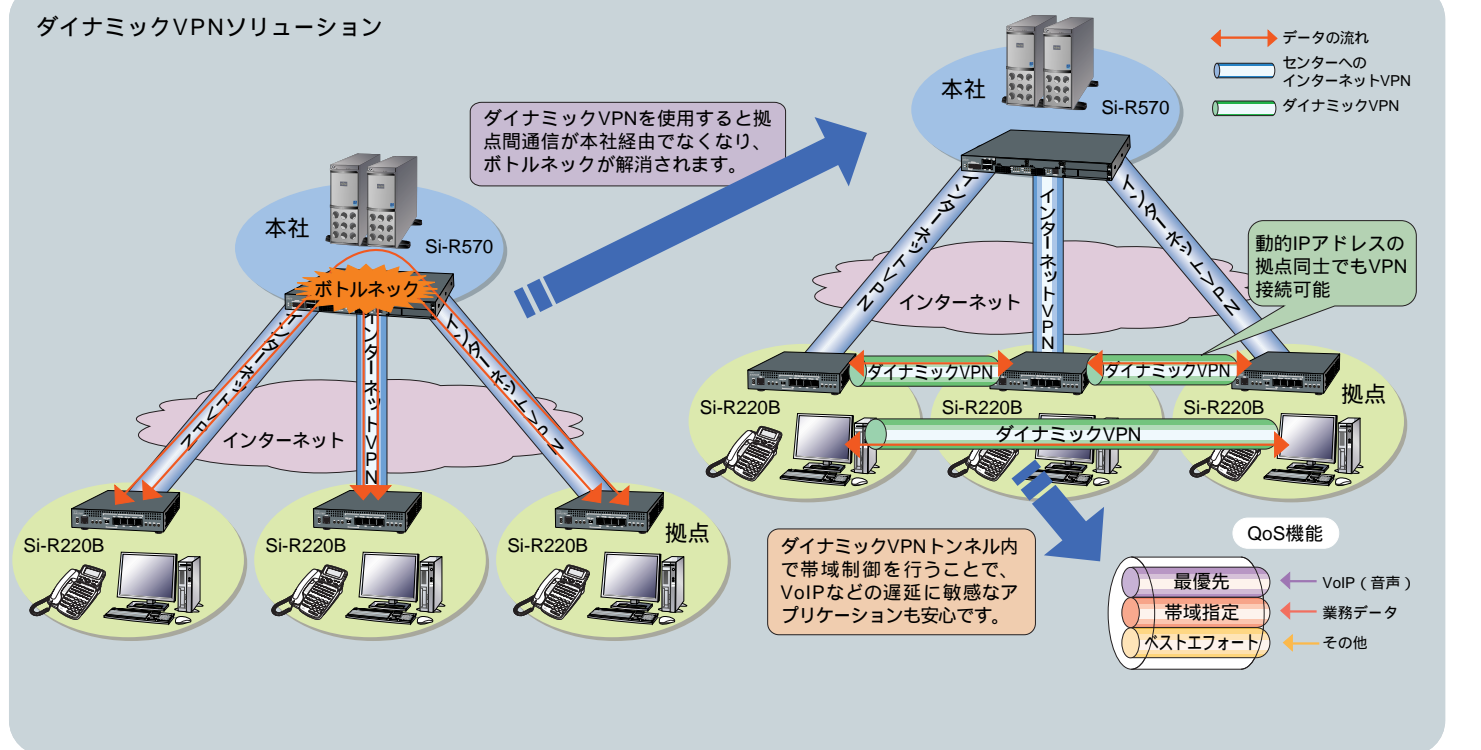 ダイナミックVPNソリューション
データの流れ
センターへの
インターネットVPN
ダイナミックVPN
ダイナミックVPNを使用すると拠
点間通信が本社経由でなくなり、
ボトルネックが解消されます。
本社
Si-R570
ボトルネック
インターネットVPN
インターネットVPN
インターネットVPN
インターネット
Si-R220B
Si-R220B
Si-R220B
拠点
本社
Si-R570
インターネットVPN
インターネットVPN
インターネットVPN
インターネット
動的IPアドレスの
拠点同士でもVPN
接続可能
ダイナミックVPN
ダイナミックVPN
拠点
Si-R220B
Si-R220B
Si-R220B
ダイナミックVPN
ダイナミックVPNトンネル内
で帯域制御を行うことで、
VoIPなどの遅延に敏感なア
プリケーションも安心です。
QoS機能
最優先
VoIP（音声）
帯域指定
業務データ
ベストエフォート
その他